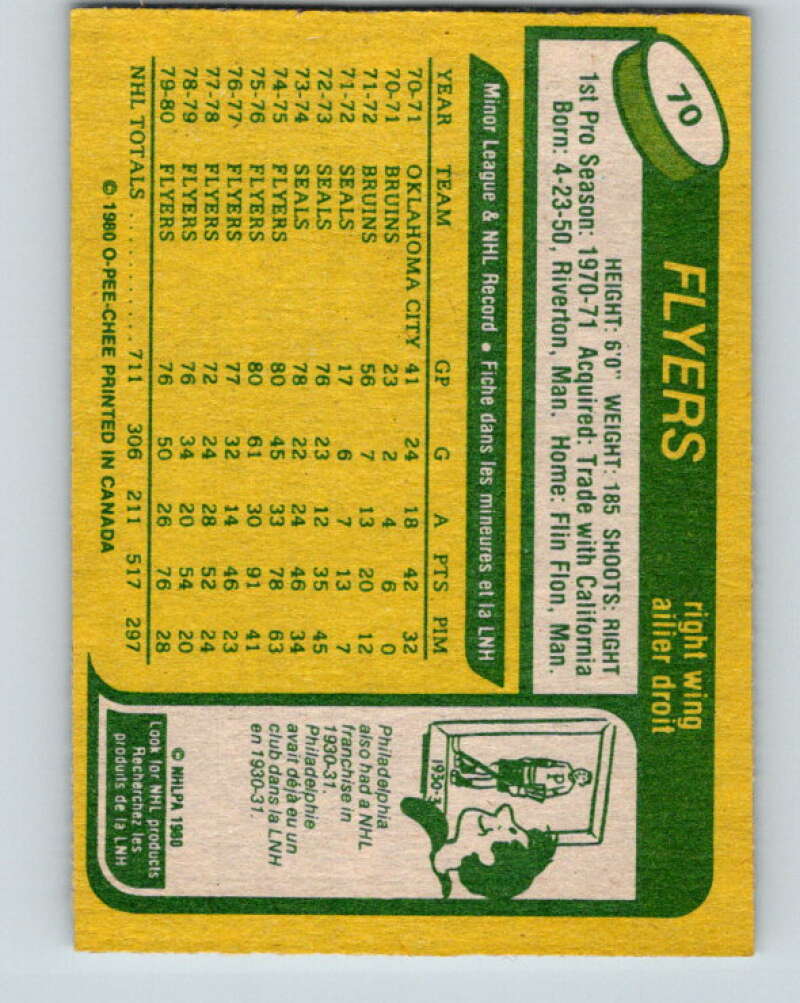 70
FLYERS
right wing
ailier droit
HEIGHT: 6'0" WEIGHT: 185 SHOOTS: RIGHT
1st Pro Season: 1970-71 Acquired: Trade with California
Born: 4-23-50, Riverton, Man. Home: Flin Flon, Man.
Minor League & NHL Record • Fiche dans les mineures et la LNH
YEAR TEAM GP G A PTS PIM
70-71 OKLAHOMA CITY 41 24 18 42 32
70-71 BRUINS 23 2 4 6 0
71-72 BRUINS 56 7 13 20 12
71-72 SEALS 17 6 7 13 7
72-73 SEALS 76 23 12 35 45
73-74 SEALS 78 22 24 46 34
74-75 FLYERS 80 45 33 78 63
75-76 FLYERS 80 61 30 91 41
76-77 FLYERS 77 32 14 46 23
77-78 FLYERS 72 24 28 52 24
78-79 FLYERS 76 34 20 54 20
79-80 FLYERS 76 50 26 76 28
NHL TOTALS .......... 711 306 211 517 297
© 1980 O-PEE-CHEE PRINTED IN CANADA
P
1930-3
Philadelphia
also had a NHL
franchise in
1930-31.
Philadelphie
avait déjà eu un
club dans la LNH
en 1930-31.
© NHLPA 1980
Look for NHL products
Recherchez les
produits de la LNH